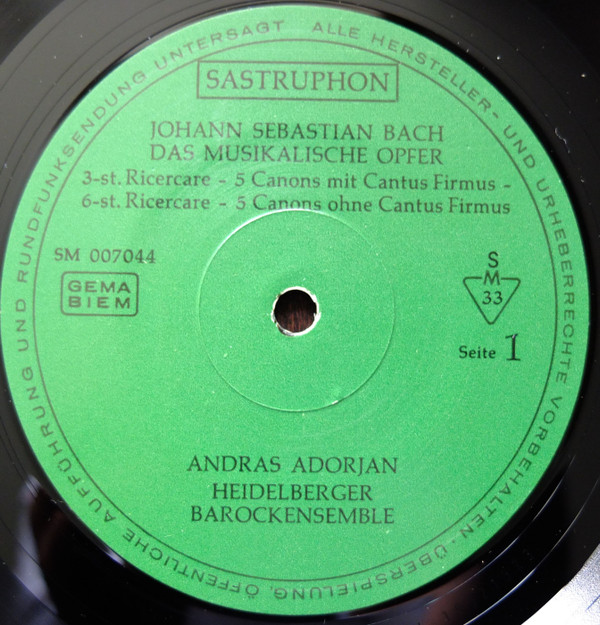 SASTRUPHON
JOHANN SEBASTIAN BACH
DAS MUSIKALISCHE OPFER
3-st. Ricercare - 5 Canons mit Cantus Firmus -
6-st. Ricercare - 5 Canons ohne Cantus Firmus
SM 007044
GEMA
BIEM
S
M
33
Seite 1
ANDRAS ADORJAN
HEIDELBERGER
BAROCKENSEMBLE
ALLE HERSTELLER- UND URHEBERRECHTE VORBEHALTEN - ÜBERSPIELUNG, ÖFFENTLICHE AUFFÜHRUNG UND RUNDFUNKSENDUNG UNTERSAGT